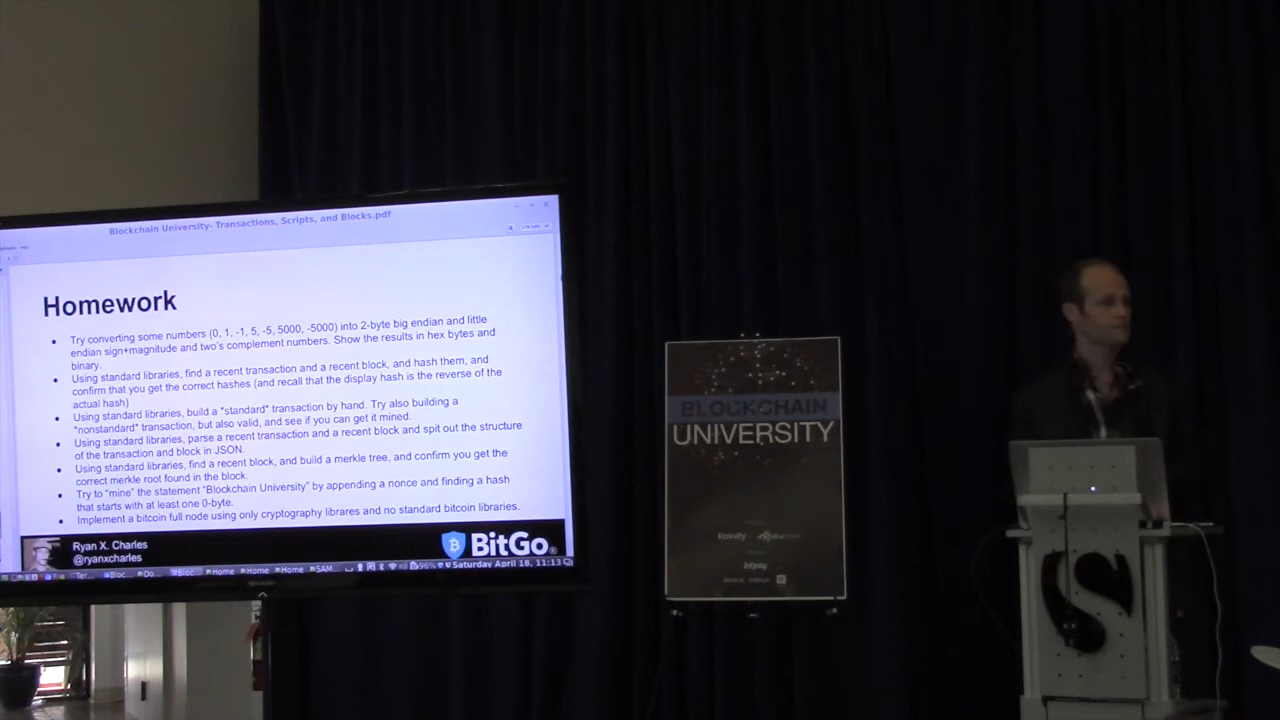 Blockchain University- Transactions, Scripts, and Blocks.pdf
Homework
• Try converting some numbers (0, 1, -1, 5, -5, 5000, -5000) into 2-byte big endian and little
endian sign+magnitude and two's complement numbers. Show the results in hex bytes and
binary.
• Using standard libraries, find a recent transaction and a recent block, and hash them, and
confirm that you get the correct hashes (and recall that the display hash is the reverse of the
actual hash)
• Using standard libraries, build a *standard* transaction by hand. Try also building a
*nonstandard* transaction, but also valid, and see if you can get it mined.
• Using standard libraries, parse a recent transaction and a recent block and spit out the structure
of the transaction and block in JSON.
• Using standard libraries, find a recent block, and build a merkle tree, and confirm you get the
correct merkle root found in the block.
• Try to "mine" the statement "Blockchain University" by appending a nonce and finding a hash
that starts with at least one 0-byte.
• Implement a bitcoin full node using only cryptography librares and no standard bitcoin libraries.
Ryan X. Charles
@ryanxcharles
BitGo
Home Home Home SAM 96% Saturday April 18, 11:13
SHARP
BLOCKCHAIN
UNIVERSITY
Koinify
bitpay